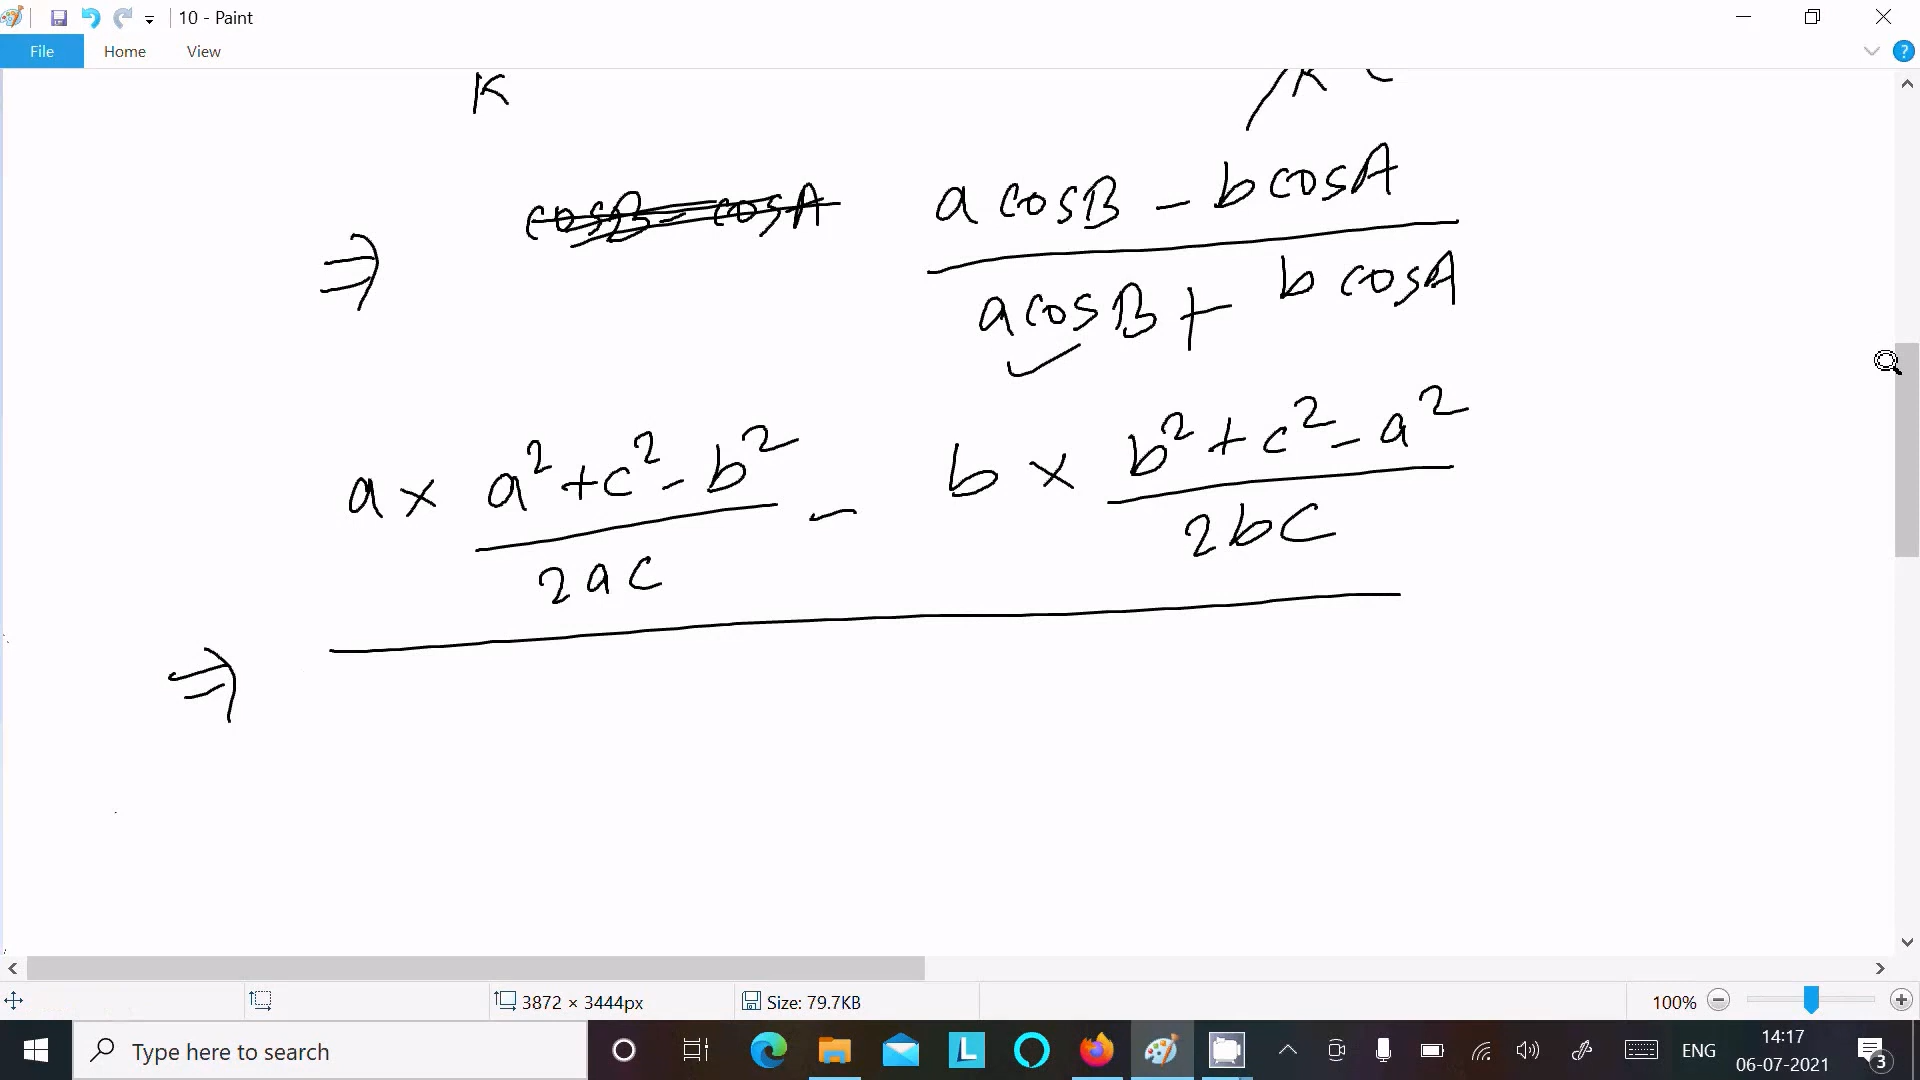 10 - Paint
File Home View
K K C
⇒ cosB - cosA a cosB - b cosA
a cosB + b cosA
a × a² + c² - b² - b × b² + c² - a²
2ac 2bc
⇒
3872 × 3444px Size: 79.7KB 100%
Type here to search L ENG 14:17
06-07-2021 3